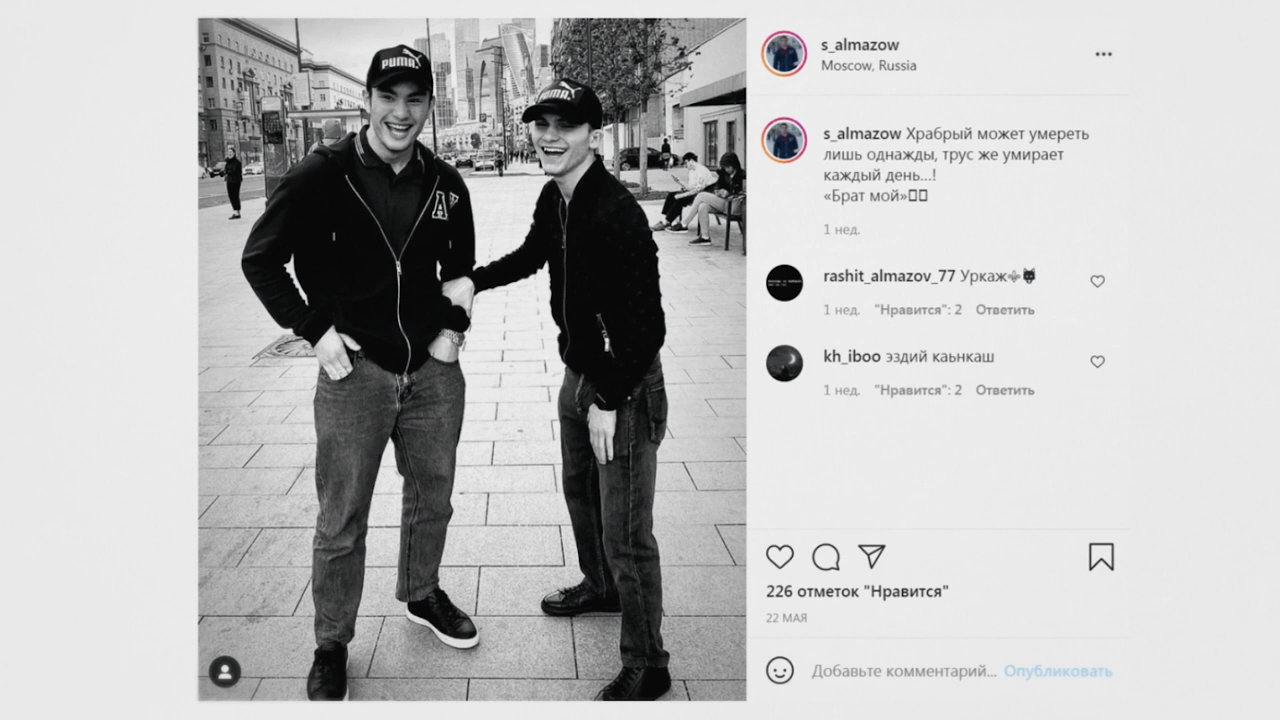 PUMA.
PUMA.
A
s_almazow
Moscow, Russia
s_almazow Храбрый может умереть
лишь однажды, трус же умирает
каждый день...!
«Брат мой»
1 нед.
rashit_almazov_77 Уркаж
1 нед. "Нравится": 2 Ответить
kh_iboo эздий каьнкаш
1 нед. "Нравится": 2 Ответить
226 отметок "Нравится"
22 МАЯ
Добавьте комментарий... Опубликовать